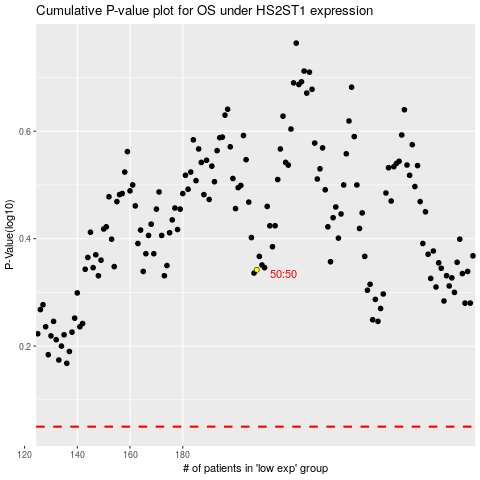 Cumulative P-value plot for OS under HS2ST1 expression
P-Value(log10)
0.6
0.4
0.2
50:50
120 140 160 180
# of patients in 'low exp' group